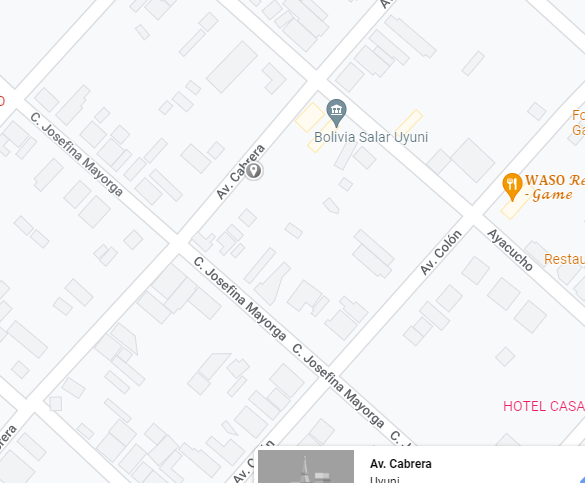 C. Josefina Mayorga
Av. Cabrera
Bolivia Salar Uyuni
WASO Re
- Game
Av. Colón
Ayacucho
Restau
C. Josefina Mayorga
C. Josefina Mayorga
HOTEL CASA
Av. Cabrera
Uyuni